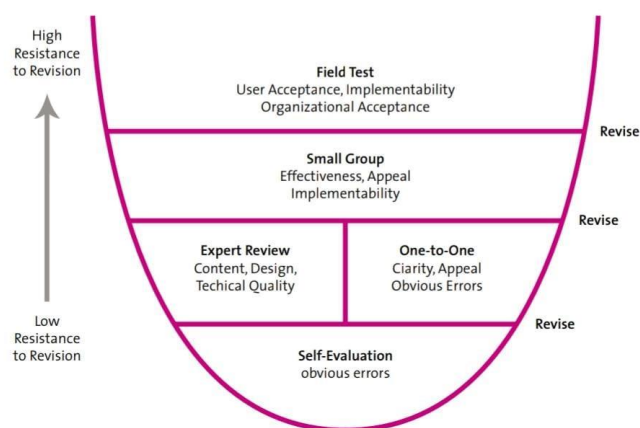 High
Resistance
to Revision
Field Test
User Acceptance, Implementability
Organizational Acceptance
Revise
Small Group
Effectiveness, Appeal
Implementability
Revise
Expert Review
Content, Design,
Techical Quality
One-to-One
Ciarity, Appeal
Obvious Errors
Revise
Low
Resistance
to Revision
Self-Evaluation
obvious errors